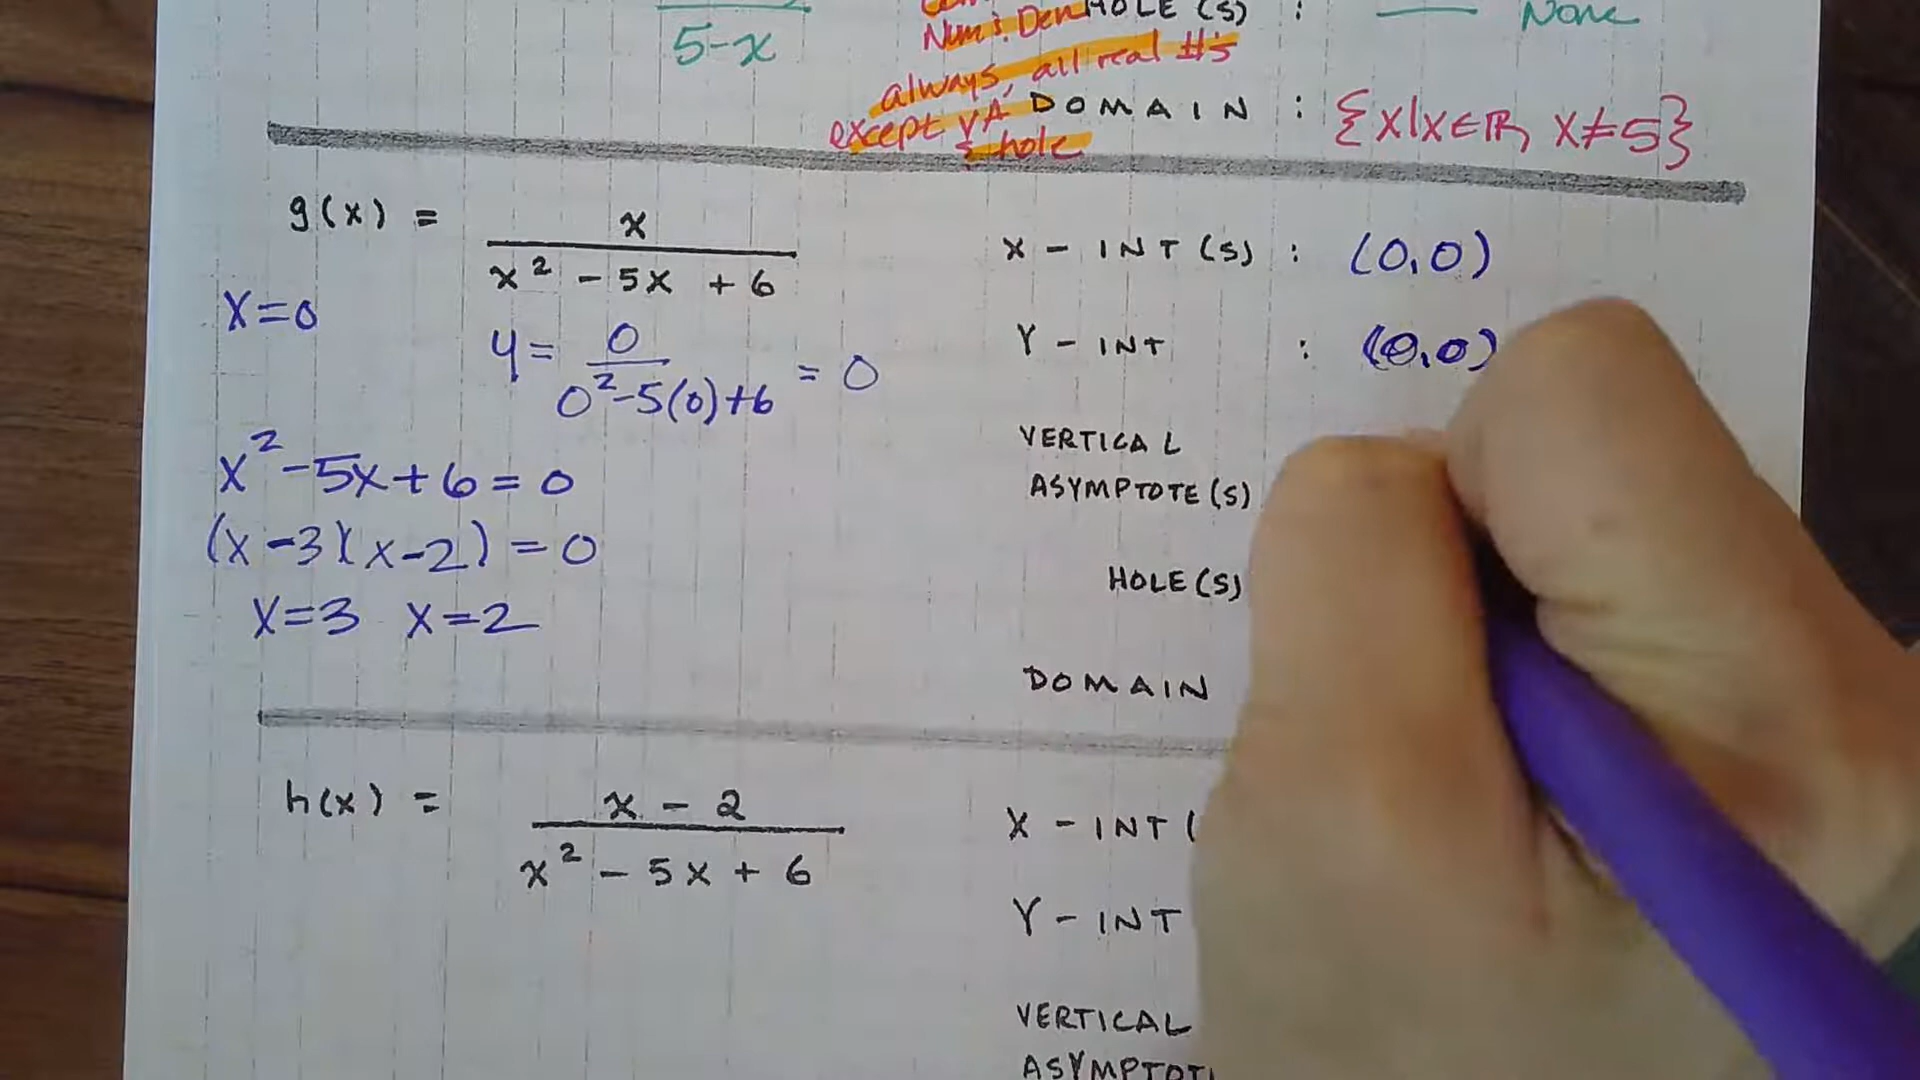 5-x
Num & Den HOLE (S) : — None
always, all real #s
except VA DOMAIN : {x|x∈ℝ, x≠5}
& hole
g(x) = x
x² - 5x + 6
X - INT(S) : (0,0)
X=0
y= 0
0²-5(0)+6 = 0
Y - INT : (0,0)
x²-5x+6=0
VERTICAL
ASYMPTOTE(S)
(x-3)(x-2)=0
HOLE(S)
x=3 x=2
DOMAIN
h(x) = x - 2
x² - 5x + 6
X - INT (
Y - INT
VERTICAL
ASYMPTOT